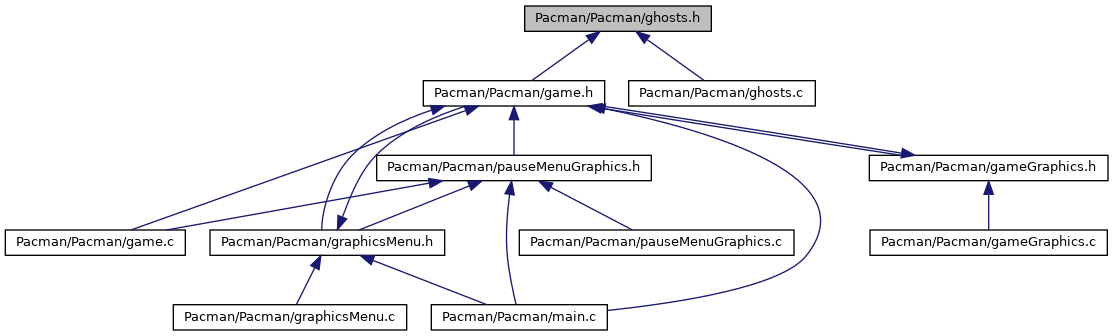 Pacman/Pacman/ghosts.h
Pacman/Pacman/game.h
Pacman/Pacman/ghosts.c
Pacman/Pacman/pauseMenuGraphics.h
Pacman/Pacman/gameGraphics.h
Pacman/Pacman/game.c
Pacman/Pacman/graphicsMenu.h
Pacman/Pacman/pauseMenuGraphics.c
Pacman/Pacman/gameGraphics.c
Pacman/Pacman/graphicsMenu.c
Pacman/Pacman/main.c